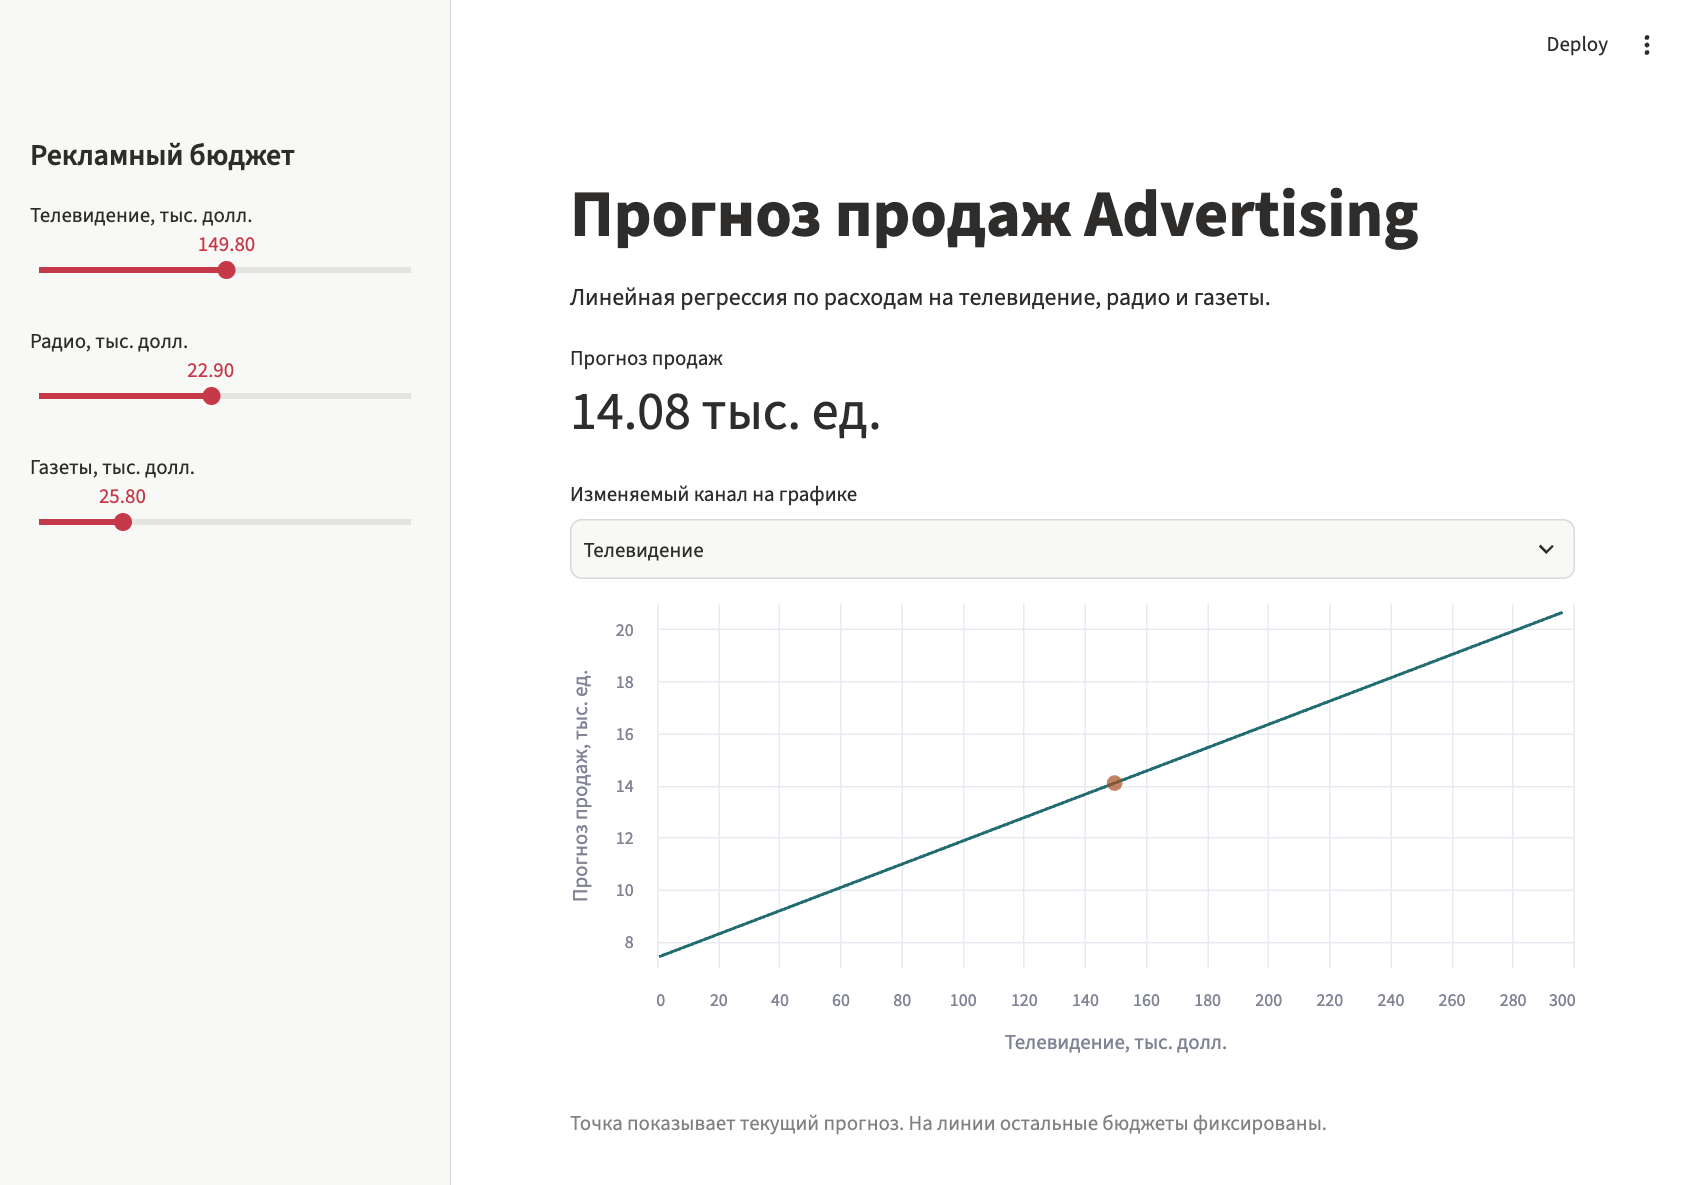 Deploy
Рекламный бюджет
Телевидение, тыс. долл.
149.80
Радио, тыс. долл.
22.90
Газеты, тыс. долл.
25.80
Прогноз продаж Advertising
Линейная регрессия по расходам на телевидение, радио и газеты.
Прогноз продаж
14.08 тыс. ед.
Изменяемый канал на графике
Телевидение
Прогноз продаж, тыс. ед.
20
18
16
14
12
10
8
0 20 40 60 80 100 120 140 160 180 200 220 240 260 280 300
Телевидение, тыс. долл.
Точка показывает текущий прогноз. На линии остальные бюджеты фиксированы.